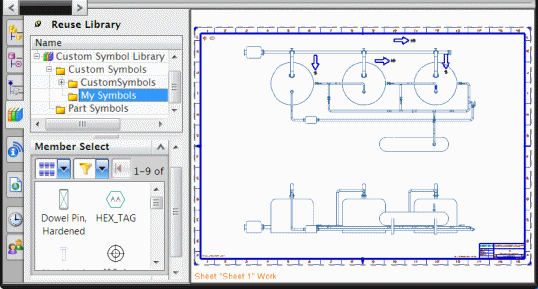 Reuse Library
Name
Custom Symbol Library
Custom Symbols
CustomSymbols
My Symbols
Part Symbols
Member Select
1-9 of
Dowel Pin, Hardened
HEX_TAG
Sheet "Sheet 1" Work